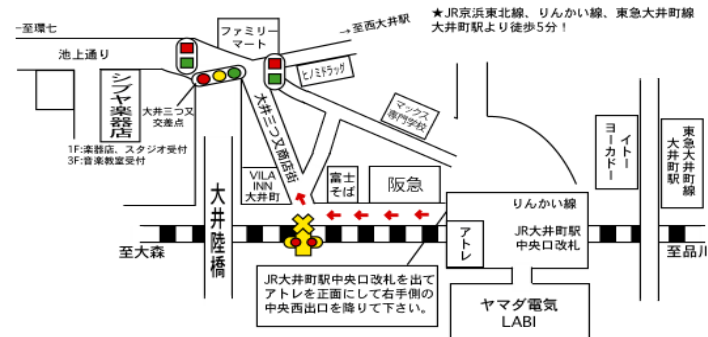 ★JR京浜東北線、りんかい線、東急大井町線
大井町駅より徒歩5分！
→至西大井駅
ファミリー
マート
─至環七
池上通り
シブヤ楽器店
大井三つ又
交差点
1F:楽器店、スタジオ受付
3F:音楽教室受付
ヒノミドラッグ
マックス
専門学校
大井三つ又商店街
イトーヨーカドー
東急大井町線
大井町駅
VILA
INN
大井町
富士
そば
阪急
りんかい線
JR大井町駅
中央口改札
アトレ
大井陸橋
至大森
至品川
JR大井町駅中央口改札を出て
アトレを正面にして右手側の
中央西出口を降りて下さい。
ヤマダ電気
LABI